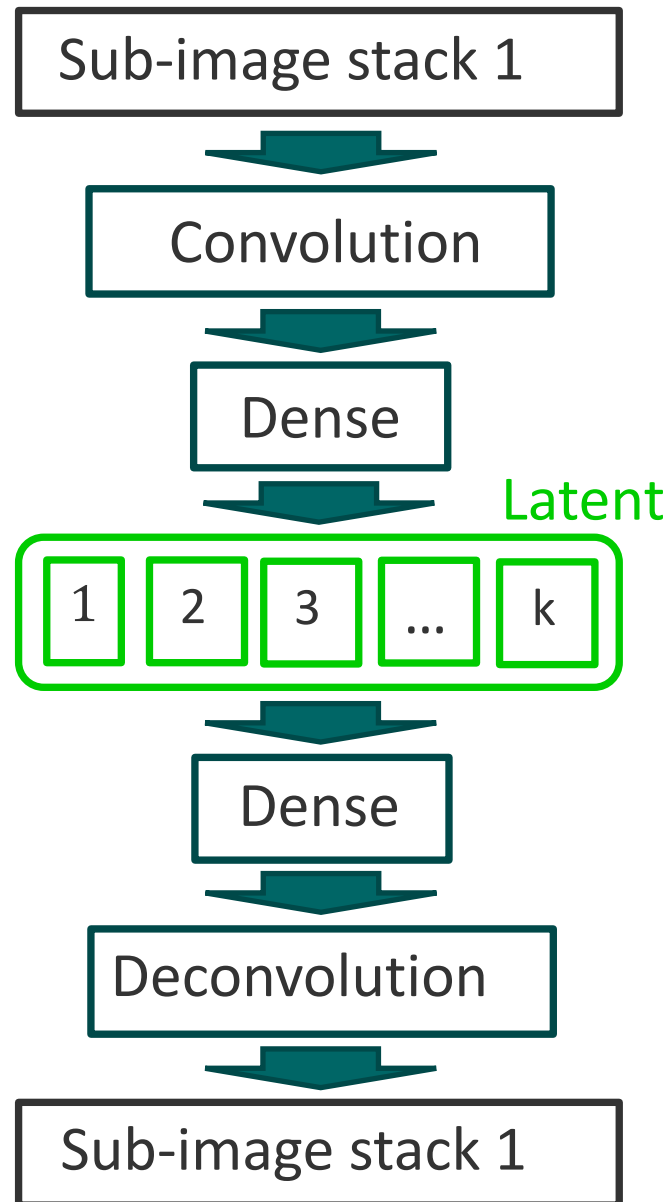 Sub-image stack 1
Convolution
Dense
Latent
1 2 3 ... k
Dense
Deconvolution
Sub-image stack 1